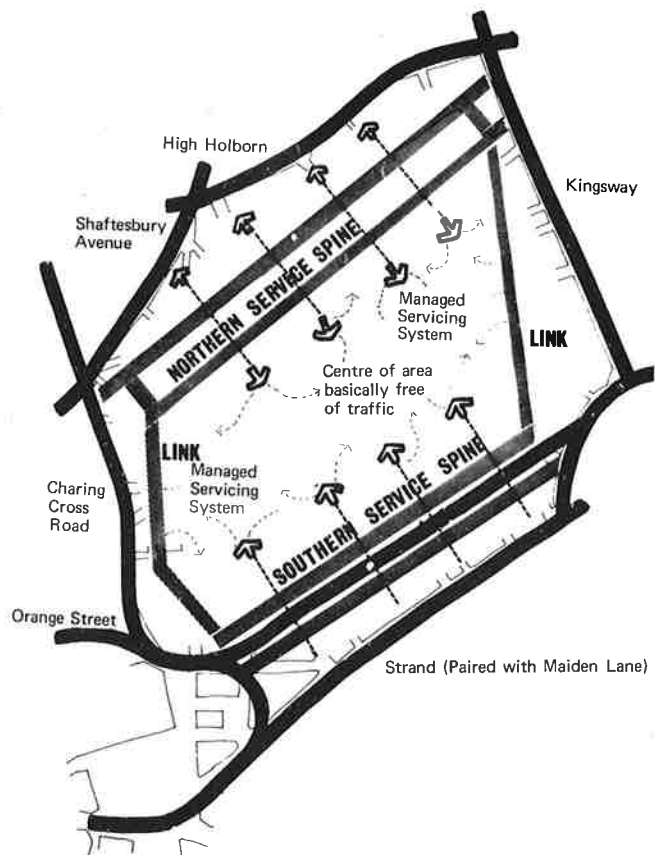 High Holborn
Kingsway
Shaftesbury
Avenue
NORTHERN SERVICE SPINE
Managed
Servicing
System
LINK
Centre of area
basically free
of traffic
LINK
Managed
Servicing
System
Charing
Cross
Road
SOUTHERN SERVICE SPINE
Orange Street
Strand (Paired with Maiden Lane)